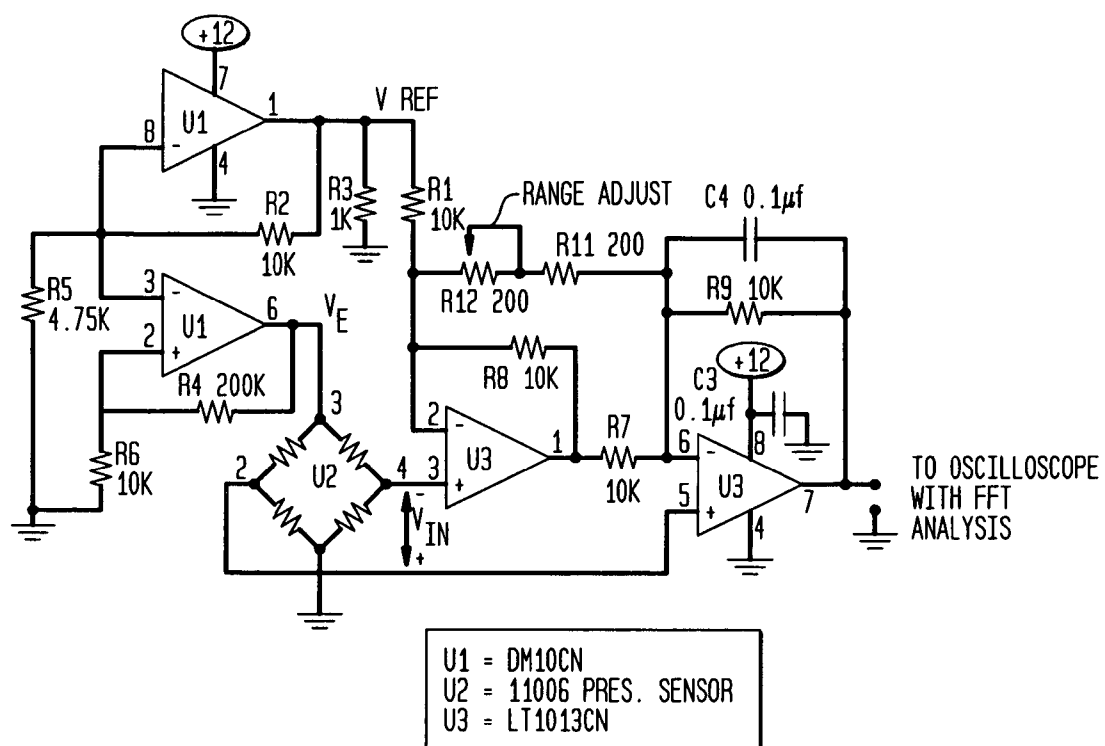 +12
7
U1
8
-
1
4
V REF
R2
10K
R3
1K
R1
10K
RANGE ADJUST
R12 200
R11 200
C4 0.1µf
R9 10K
R5
4.75K
3
-
2
+
U1
6
V_E
R4 200K
R6
10K
3
2
U2
4
-
V_IN
+
R8 10K
2
-
3
+
U3
1
R7
10K
+12
C3
0.1µf
8
6
-
5
+
U3
7
4
TO OSCILLOSCOPE
WITH FFT
ANALYSIS
U1 = DM10CN
U2 = 11006 PRES. SENSOR
U3 = LT1013CN